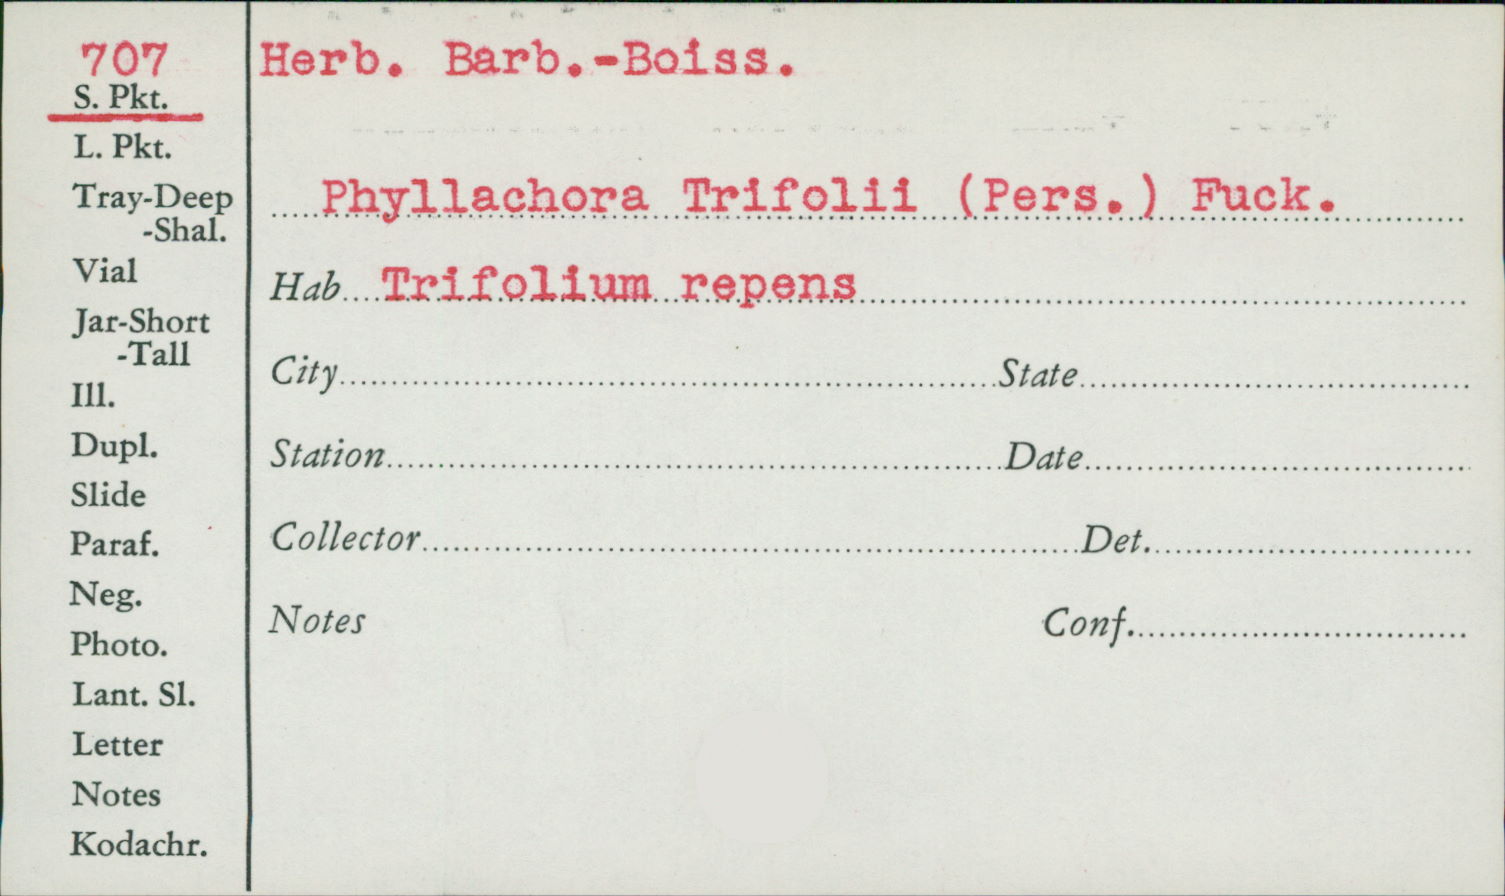 707
S. Pkt.
L. Pkt.
Tray-Deep
-Shal.
Vial
Jar-Short
-Tall
Ill.
Dupl.
Slide
Paraf.
Neg.
Photo.
Lant. Sl.
Letter
Notes
Kodachr.
Herb. Barb.-Boiss.
Phyllachora Trifolii (Pers.) Fuck.
Hab Trifolium repens
City State
Station Date
Collector Det.
Notes Conf.